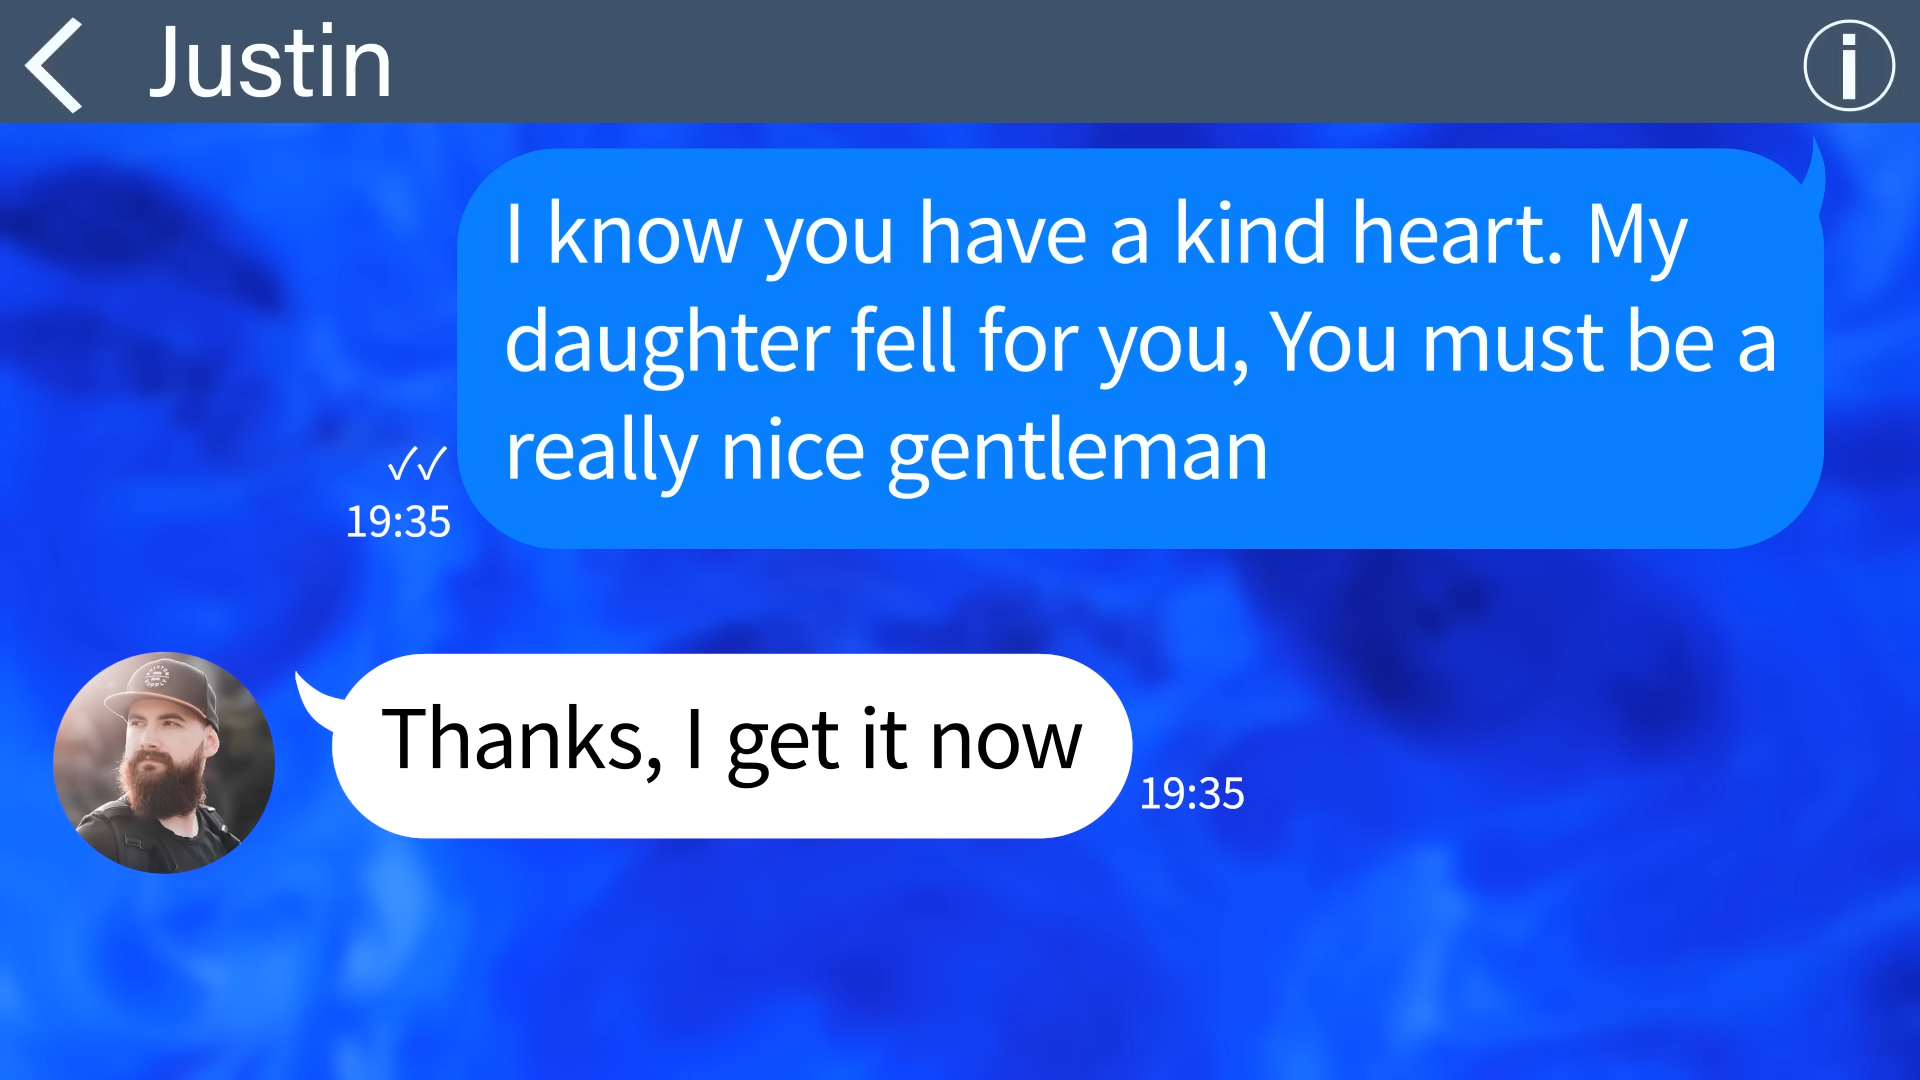 Justin
I know you have a kind heart. My
daughter fell for you, You must be a
really nice gentleman
✓✓
19:35
Thanks, I get it now
19:35